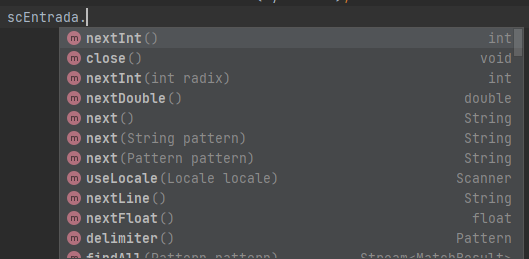 scEntrada.
m nextInt() int
m close() void
m nextInt(int radix) int
m nextDouble() double
m next() String
m next(String pattern) String
m next(Pattern pattern) String
m useLocale(Locale locale) Scanner
m nextLine() String
m nextFloat() float
m delimiter() Pattern
m findAll(Pattern pattern) Stream<MatchResult>